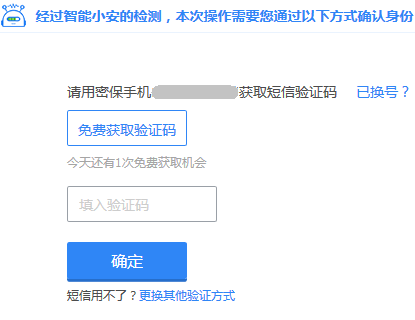 经过智能小安的检测，本次操作需要您通过以下方式确认身份
请用密保手机获取短信验证码 已换号？
免费获取验证码
今天还有1次免费获取机会
填入验证码
确定
短信用不了？更换其他验证方式